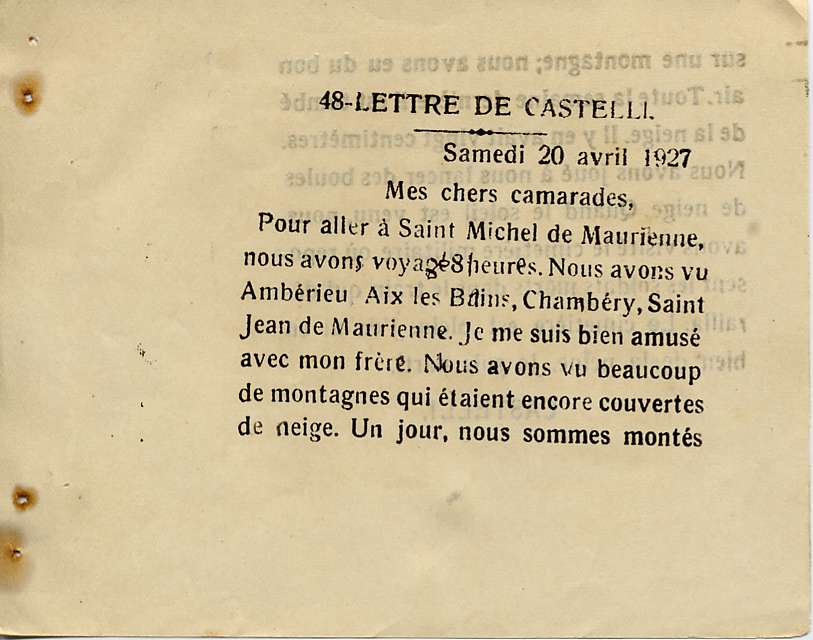 48-LETTRE DE CASTELLI.
Samedi 20 avril 1927
Mes chers camarades,
Pour aller à Saint Michel de Maurienne,
nous avons voyagé 8 heures. Nous avons vu
Ambérieu, Aix les Bains, Chambéry, Saint
Jean de Maurienne. Je me suis bien amusé
avec mon frère. Nous avons vu beaucoup
de montagnes qui étaient encore couvertes
de neige. Un jour, nous sommes montés